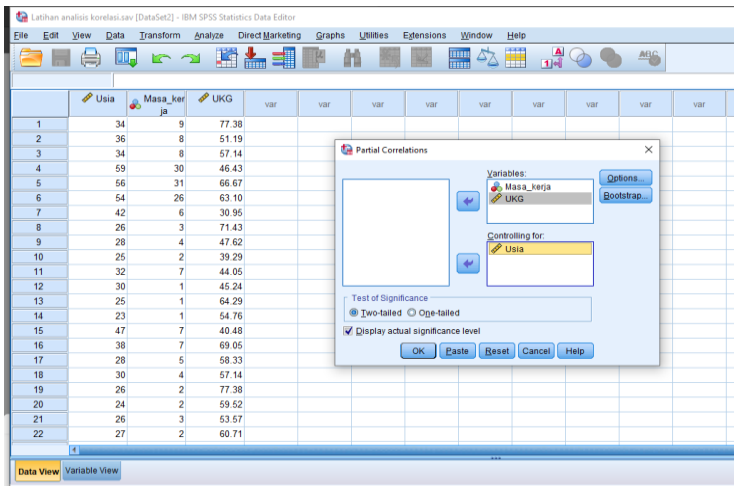 Latihan analisis korelasi.sav [DataSet2] - IBM SPSS Statistics Data Editor
File Edit View Data Transform Analyze Direct Marketing Graphs Utilities Extensions Window Help
Usia Masa_ker ja UKG var var var var var var var var var
1 34 9 77.38
2 36 8 51.19
3 34 8 57.14
4 59 30 46.43
5 56 31 66.67
6 54 26 63.10
7 42 6 30.95
8 26 3 71.43
9 28 4 47.62
10 25 2 39.29
11 32 7 44.05
12 30 1 45.24
13 25 1 64.29
14 23 1 54.76
15 47 7 40.48
16 38 7 69.05
17 28 5 58.33
18 30 4 57.14
19 26 2 77.38
20 24 2 59.52
21 26 3 53.57
22 27 2 60.71
Partial Correlations
Variables:
Masa_kerja
UKG
Options...
Bootstrap...
Controlling for:
Usia
Test of Significance
Two-tailed One-tailed
Display actual significance level
OK Paste Reset Cancel Help
Data View Variable View